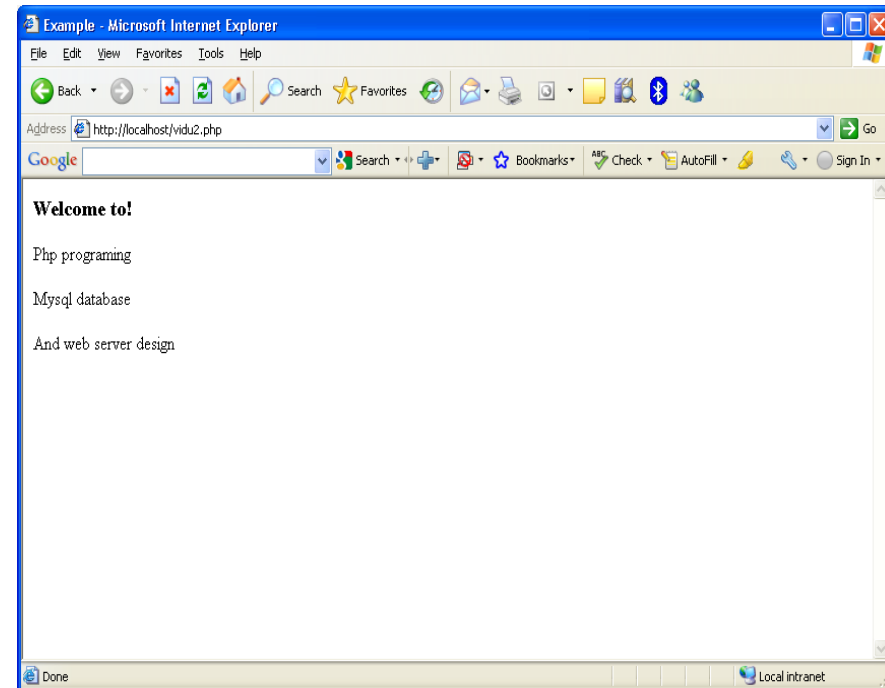 Example - Microsoft Internet Explorer
File Edit View Favorites Tools Help
Back Search Favorites
Address http://localhost/vidu2.php Go
Google Search Bookmarks ABC Check AutoFill Sign In
Welcome to!
Php programing
Mysql database
And web server design
Done Local intranet